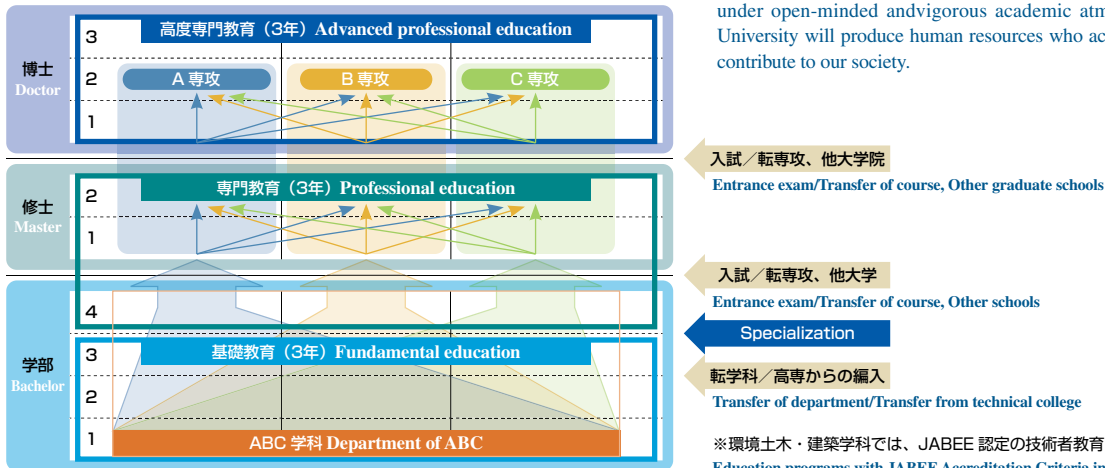 under open-minded andvigorous academic atm
University will produce human resources who ac
contribute to our society.
博士
Doctor
3
2
1
高度専門教育（3年）Advanced professional education
A 専攻
B 専攻
C 専攻
入試／転専攻、他大学院
Entrance exam/Transfer of course, Other graduate schools
修士
Master
2
1
専門教育（3年）Professional education
入試／転専攻、他大学
Entrance exam/Transfer of course, Other schools
Specialization
学部
Bachelor
4
3
2
1
基礎教育（3年）Fundamental education
ABC 学科 Department of ABC
転学科／高専からの編入
Transfer of department/Transfer from technical college
※環境土木・建築学科では、JABEE 認定の技術者教育
Education programs with JABEE Accreditation Criteria in